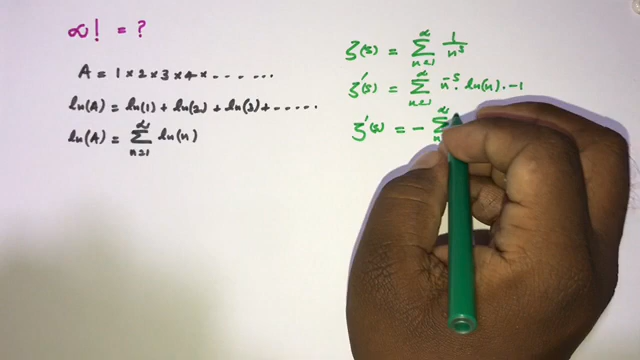 ∞! = ?
A = 1 × 2 × 3 × 4 × .......
ln(A) = ln(1) + ln(2) + ln(3) + .....
ln(A) = ∑_{n=1}^{∞} ln(n)
ζ(s) = ∑_{n=1}^{∞} 1/n^s
ζ'(s) = ∑_{n=1}^{∞} n^{-s} · ln(n) · -1
ζ'(s) = - ∑^{∞}